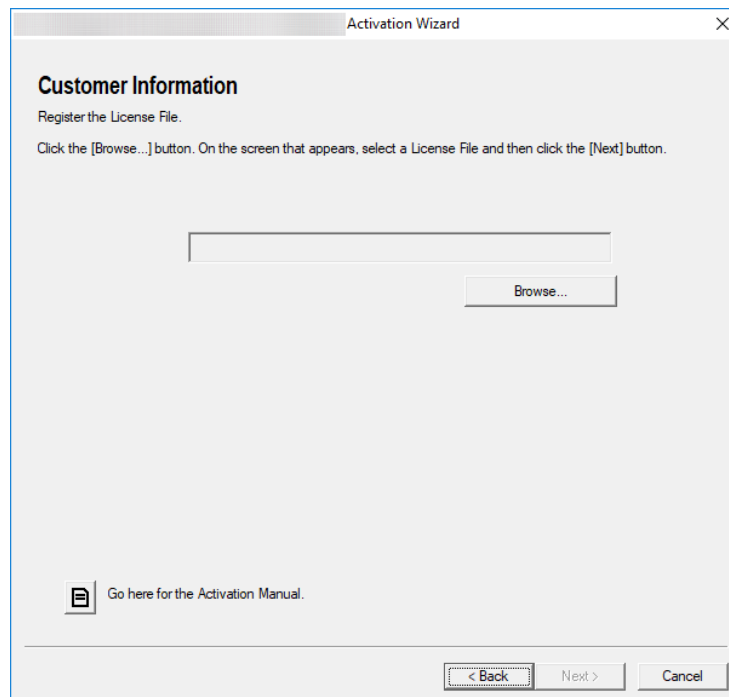 Activation Wizard
Customer Information
Register the License File.
Click the [Browse...] button. On the screen that appears, select a License File and then click the [Next] button.
Browse...
Go here for the Activation Manual.
< Back
Next >
Cancel